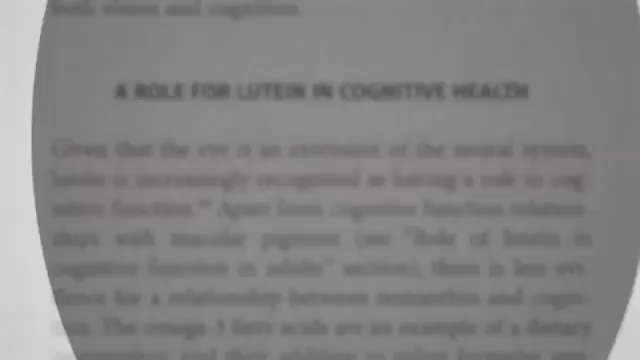 both vision and cognition.
A ROLE FOR LUTEIN IN COGNITIVE HEALTH
Given that the eye is an extension of the neural system,
lutein is increasingly recognized as having a role in cog-
nitive function. Apart from cognitive function relation-
ships with macular pigment (see "Role of lutein in
cognitive function in adults" section), there is less evi-
dence for a relationship between zeaxanthin and cogni-
tion. The omega-3 fatty acids are an example of a dietary